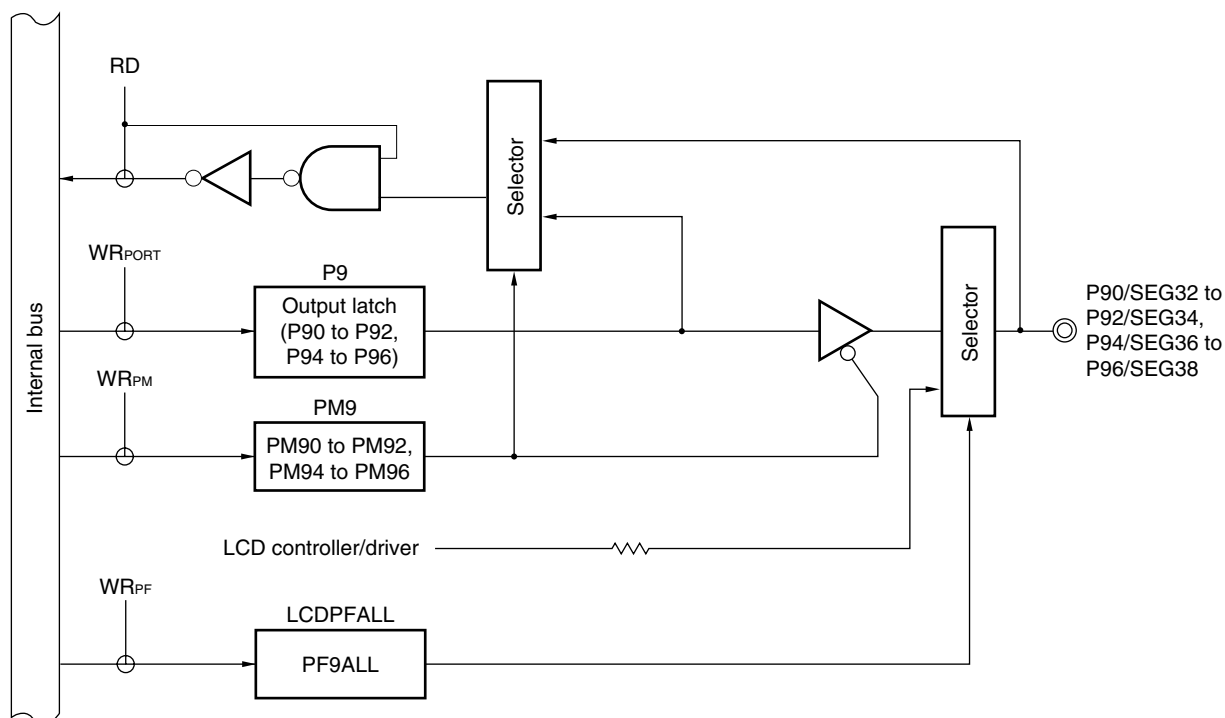 RD
Selector
WRPORT
P9
Output latch
(P90 to P92,
P94 to P96)
Internal bus
Selector
P90/SEG32 to
P92/SEG34,
P94/SEG36 to
P96/SEG38
WRPM
PM9
PM90 to PM92,
PM94 to PM96
LCD controller/driver
WRPF
LCDPFALL
PF9ALL